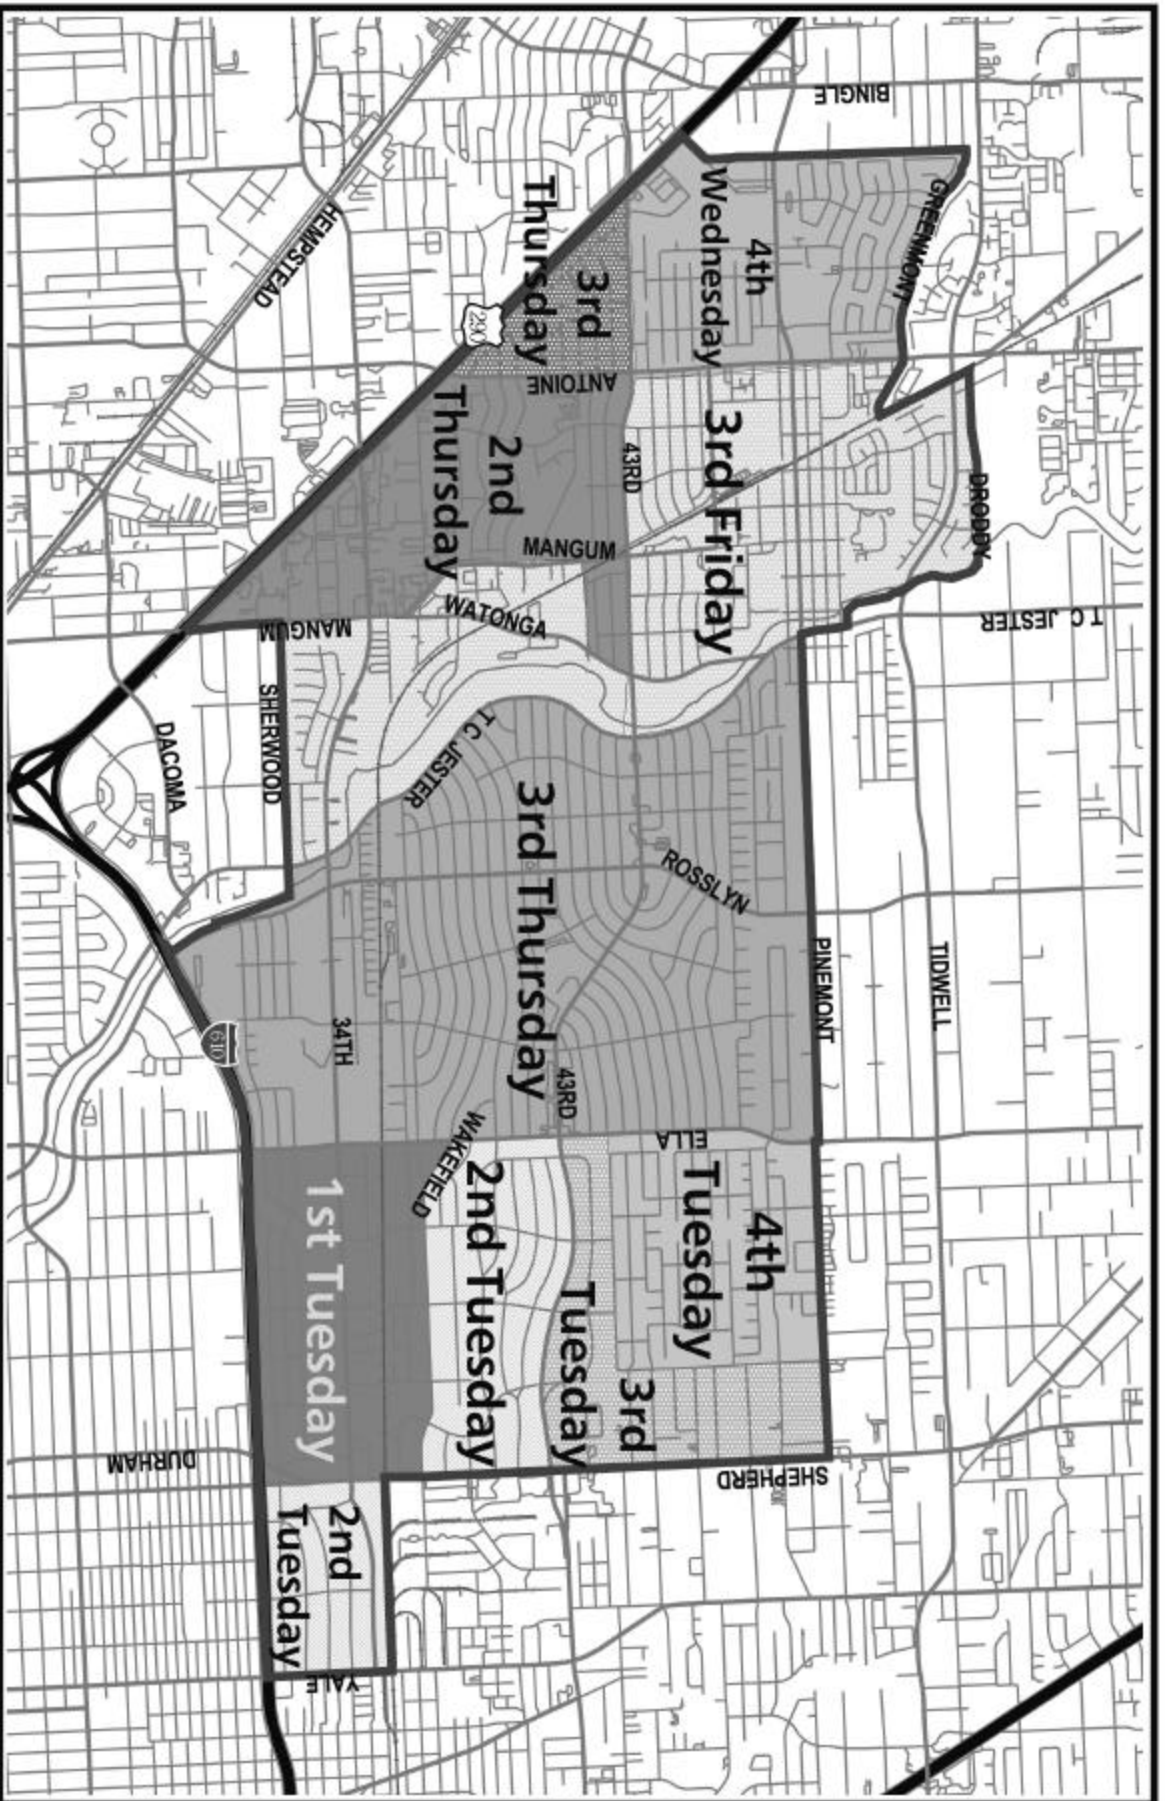 BINGLE
GREENMONT
4th
Wednesday
HEMPSTEAD
3rd
Thursday
290
ANTOINE
2nd
Thursday
43RD
3rd Friday
DRODDY
MANGUM
WATONGA
T C JESTER
MANGUM
SHERWOOD
DACOMA
T C JESTER
3rd Thursday
ROSSLYN
PINEMONT
TIDWELL
34TH
610
43RD
ELLA
WAKEFIELD
4th
Tuesday
2nd Tuesday
1st Tuesday
3rd
Tuesday
DURHAM
SHEPHERD
2nd
Tuesday
YALE